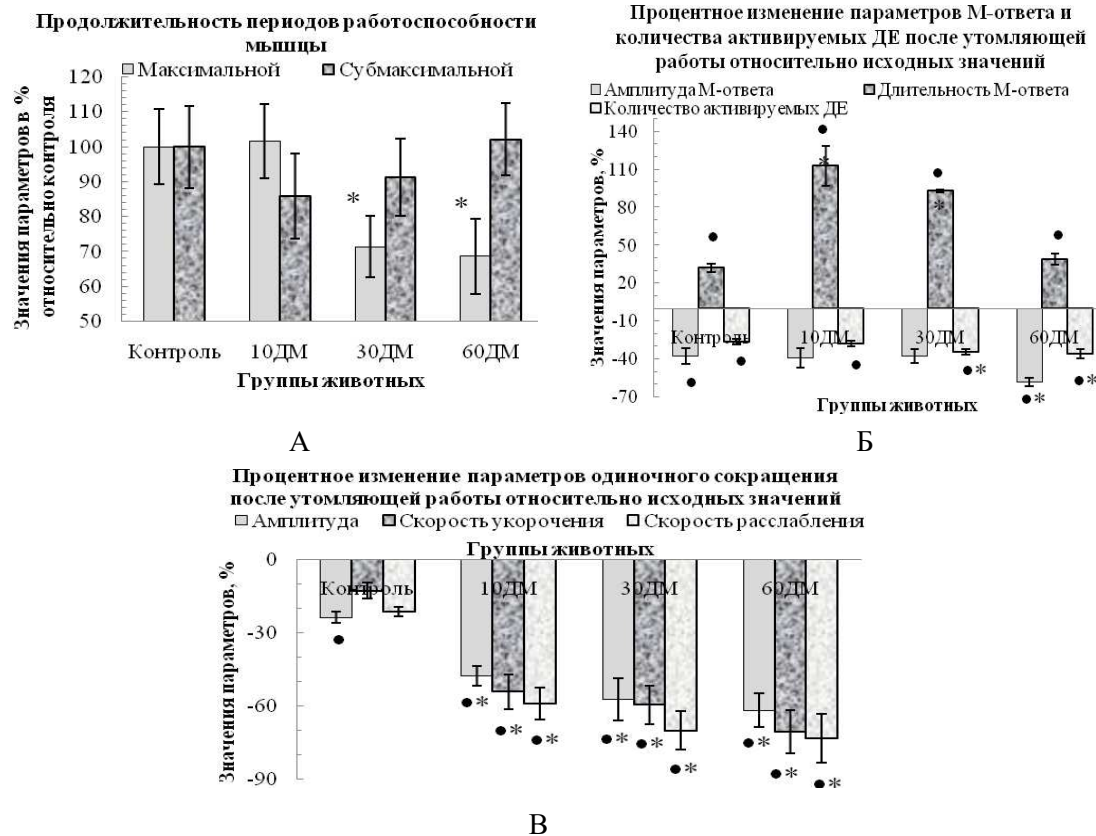 Продолжительность периодов работоспособности
мышцы
Максимальной Субмаксимальной
Значения параметров в %
относительно контроля
120
110
100
90
80
70
60
50
* *
Контроль 10ДМ 30ДМ 60ДМ
Группы животных
А
Процентное изменение параметров М-ответа и
количества активируемых ДЕ после утомляющей
работы относительно исходных значений
Амплитуда М-ответа Длительность М-ответа
Количество активируемых ДЕ
Значения параметров, %
140
110
80
50
20
-10
-40
-70
* *
Контроль 10ДМ 30ДМ 60ДМ
●* ●* ●*
Группы животных
Б
Процентное изменение параметров одиночного сокращения
после утомляющей работы относительно исходных значений
Амплитуда Скорость укорочения Скорость расслабления
Группы животных
Значения параметров, %
0
-30
-60
-90
Контроль 10ДМ 30ДМ 60ДМ
●* ●* ●* ●* ●* ●* ●* ●* ●*
В